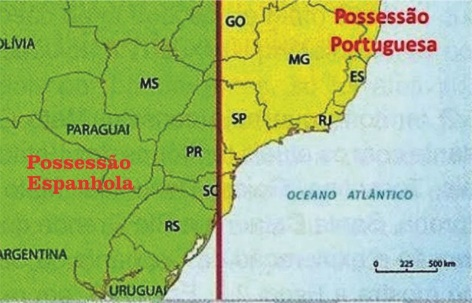 GO
Possessão
Portuguesa
OLÍVIA
MG
MS
ES
SP
RJ
PARAGUAI
PR
Possessão
Espanhola
SC
OCEANO ATLÂNTICO
RS
ARGENTINA
URUGUAI
0 225 500 km